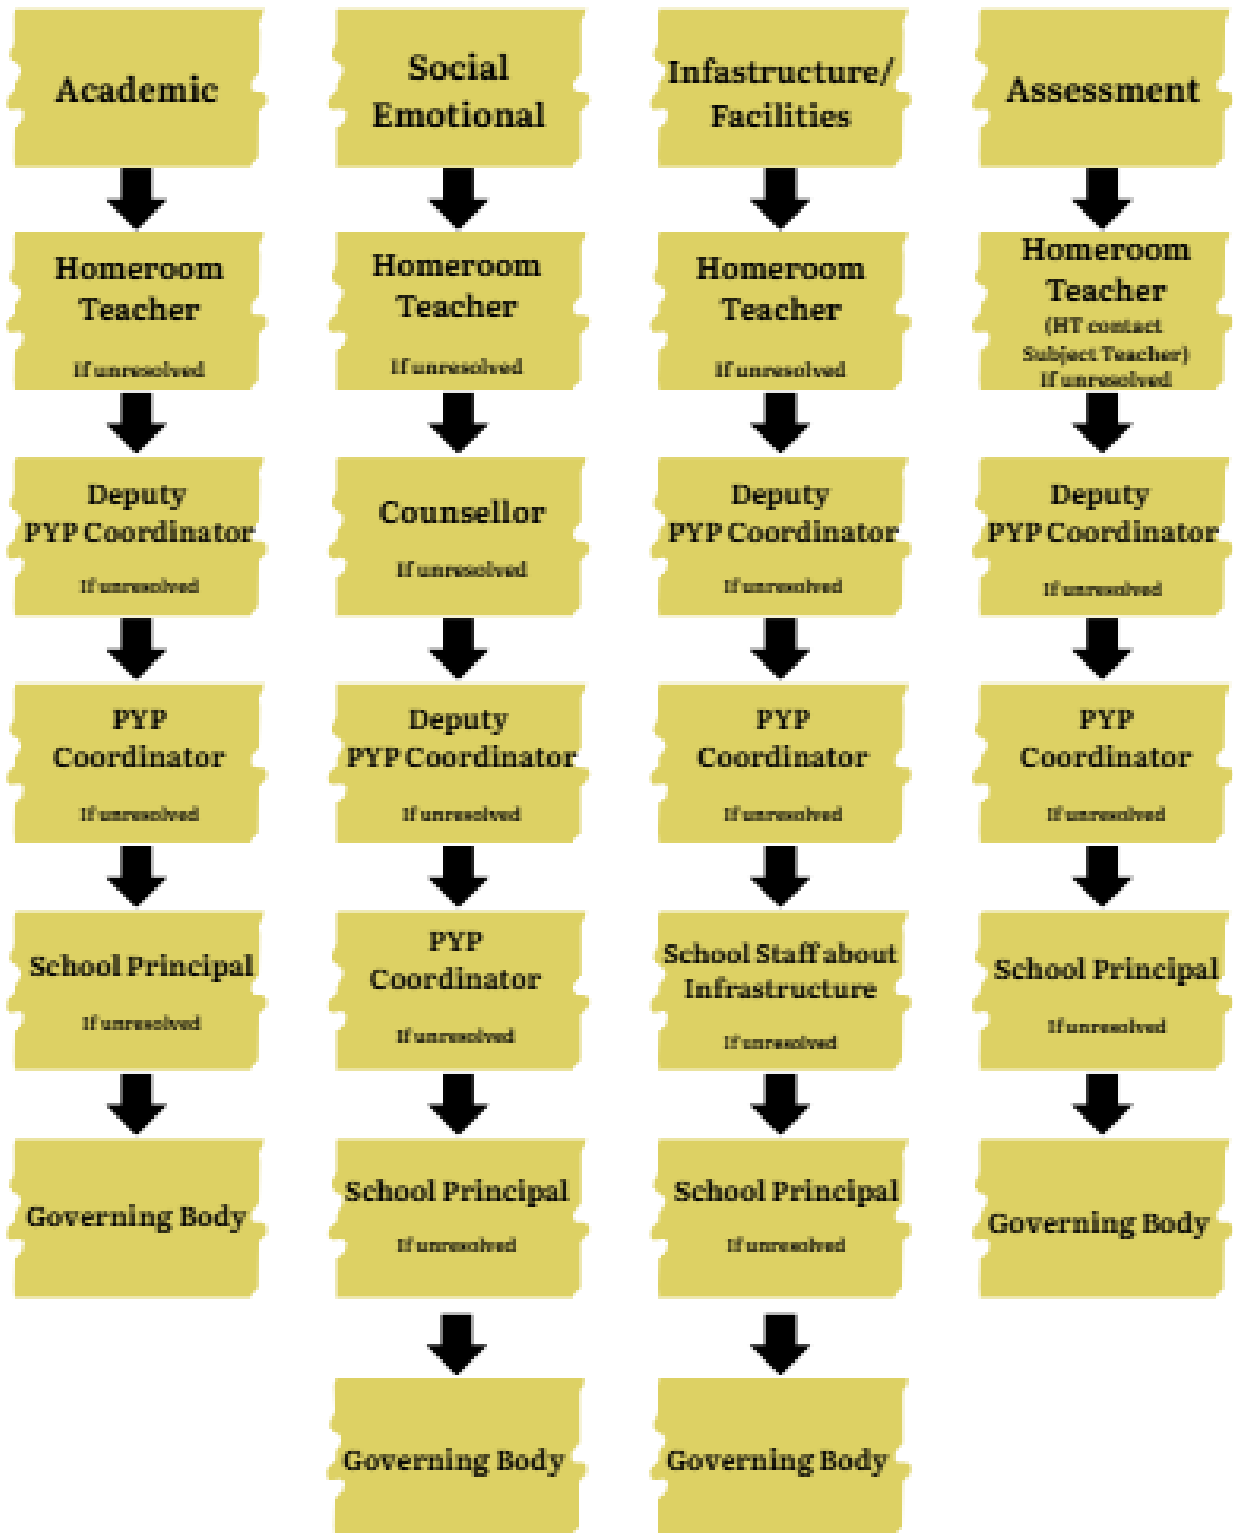 Academic
Homeroom
Teacher
If unresolved
Deputy
PYP Coordinator
If unresolved
PYP
Coordinator
If unresolved
School Principal
If unresolved
Governing Body
Social
Emotional
Homeroom
Teacher
If unresolved
Counsellor
If unresolved
Deputy
PYP Coordinator
If unresolved
PYP
Coordinator
If unresolved
School Principal
If unresolved
Governing Body
Infastructure/
Facilities
Homeroom
Teacher
If unresolved
Deputy
PYP Coordinator
If unresolved
PYP
Coordinator
If unresolved
School Staff about
Infrastructure
If unresolved
School Principal
If unresolved
Governing Body
Assessment
Homeroom
Teacher
(HT contact
Subject Teacher)
If unresolved
Deputy
PYP Coordinator
If unresolved
PYP
Coordinator
If unresolved
School Principal
If unresolved
Governing Body